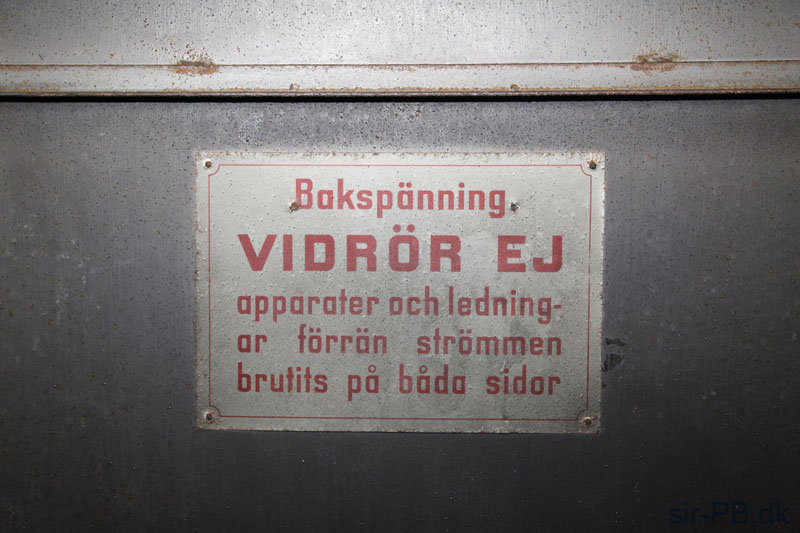 Bakspänning
VIDRÖR EJ
apparater och ledning-
ar förrän strömmen
brutits på båda sidor
sir-PB.dk